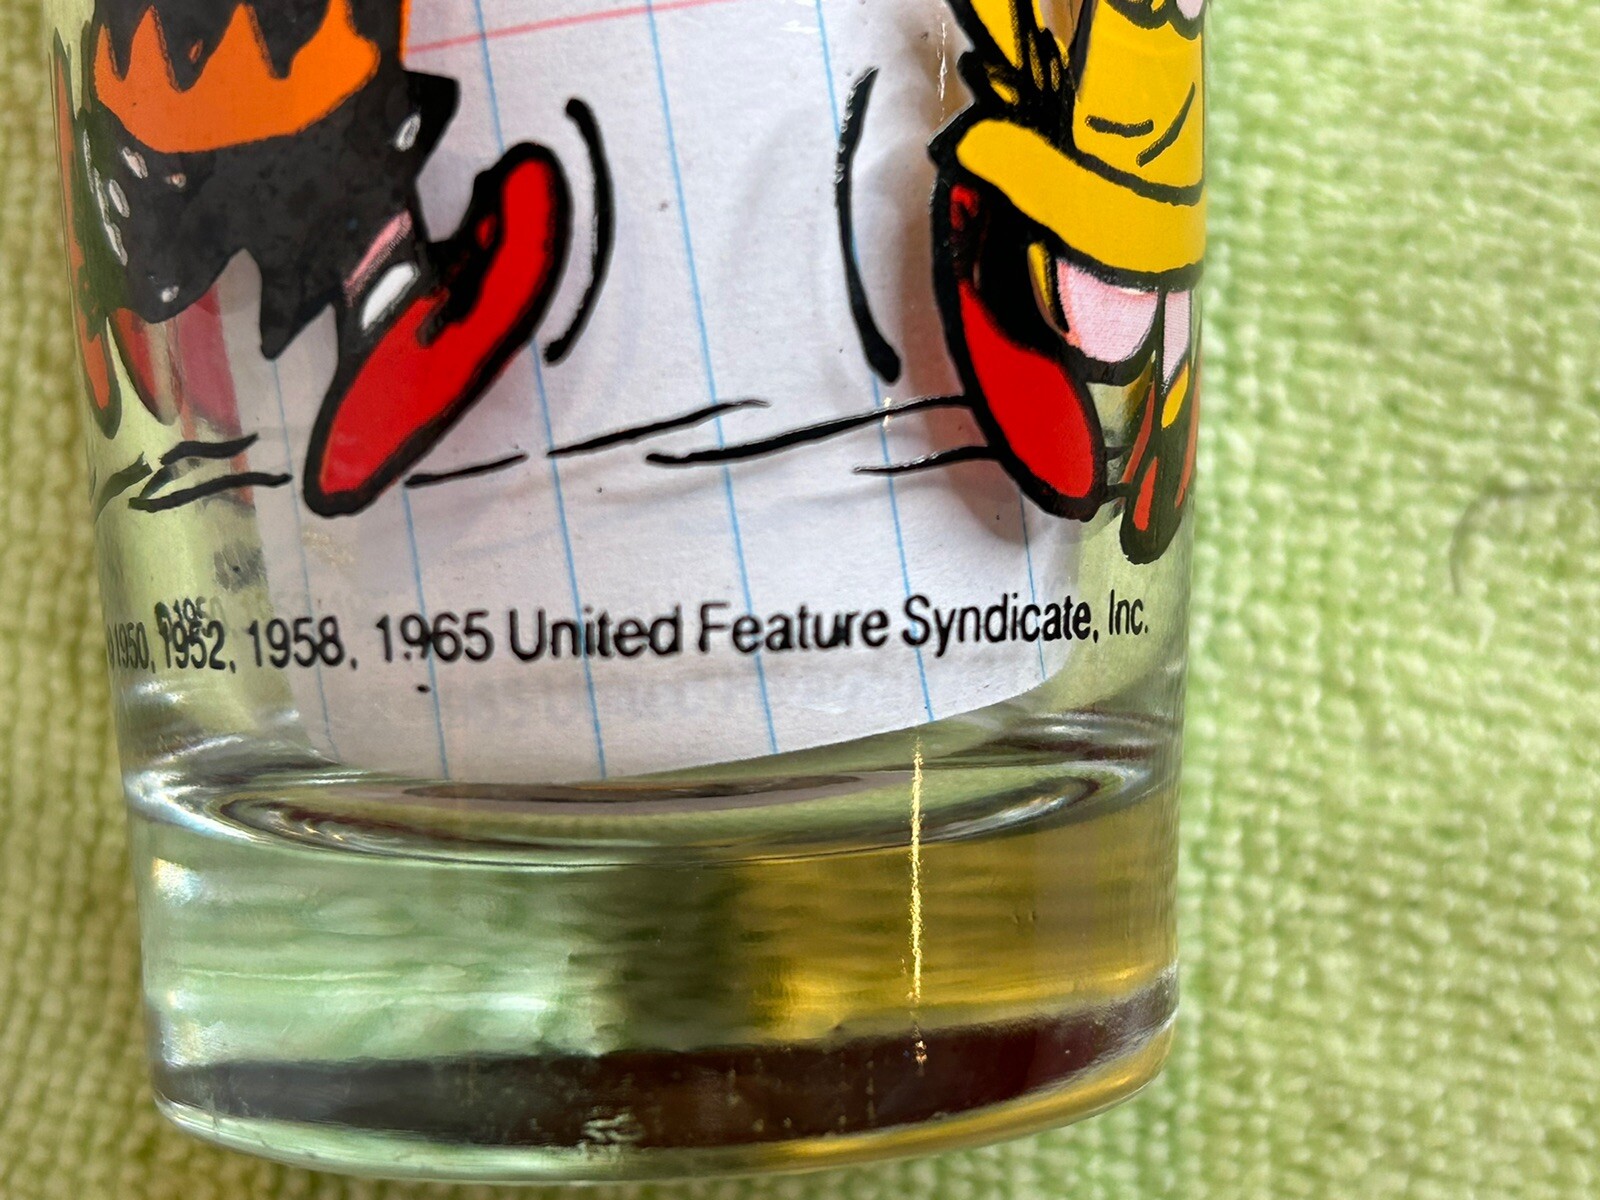 ©1950, 1952, 1958, 1965 United Feature Syndicate, Inc.